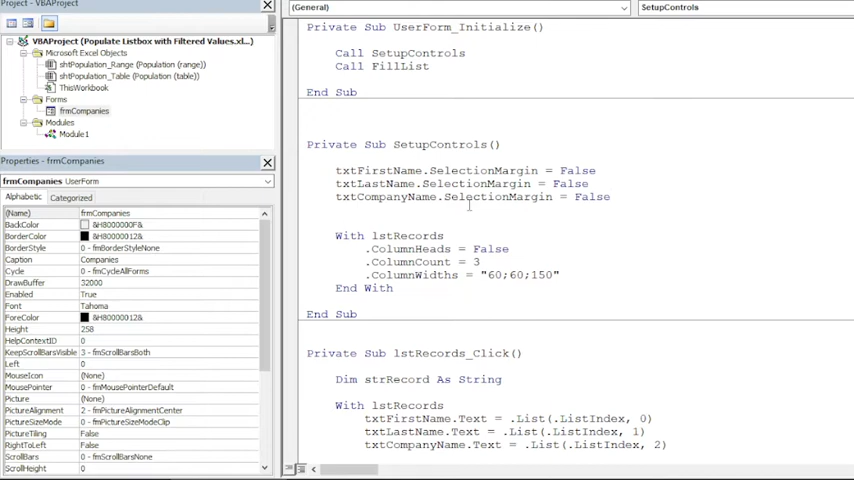 Project - VBAProject
VBAProject (Populate Listbox with Filtered Values.xl...)
Microsoft Excel Objects
shtPopulation_Range (Population (range))
shtPopulation_Table (Population (table))
ThisWorkbook
Forms
frmCompanies
Modules
Module1
Properties - frmCompanies
frmCompanies UserForm
Alphabetic Categorized
(Name) frmCompanies
BackColor &H8000000F&
BorderColor &H80000012&
BorderStyle 0 - fmBorderStyleNone
Caption Companies
Cycle 0 - fmCycleAllForms
DrawBuffer 32000
Enabled True
Font Tahoma
ForeColor &H80000012&
Height 258
HelpContextID 0
KeepScrollBarsVisible 3 - fmScrollBarsBoth
Left 0
MouseIcon (None)
MousePointer 0 - fmMousePointerDefault
Picture (None)
PictureAlignment 2 - fmPictureAlignmentCenter
PictureSizeMode 0 - fmPictureSizeModeClip
PictureTiling False
RightToLeft False
ScrollBars 0 - fmScrollBarsNone
ScrollHeight 0
(General) SetupControls
Private Sub UserForm_Initialize()
Call SetupControls
Call FillList
End Sub
Private Sub SetupControls()
txtFirstName.SelectionMargin = False
txtLastName.SelectionMargin = False
txtCompanyName.SelectionMargin = False
With lstRecords
.ColumnHeads = False
.ColumnCount = 3
.ColumnWidths = "60;60;150"
End With
End Sub
Private Sub lstRecords_Click()
Dim strRecord As String
With lstRecords
txtFirstName.Text = .List(.ListIndex, 0)
txtLastName.Text = .List(.ListIndex, 1)
txtCompanyName.Text = .List(.ListIndex, 2)